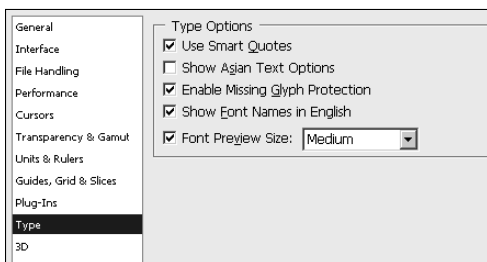 General
Interface
File Handling
Performance
Cursors
Transparency & Gamut
Units & Rulers
Guides, Grid & Slices
Plug-Ins
Type
3D
Type Options
Use Smart Quotes
Show Asian Text Options
Enable Missing Glyph Protection
Show Font Names in English
Font Preview Size: Medium